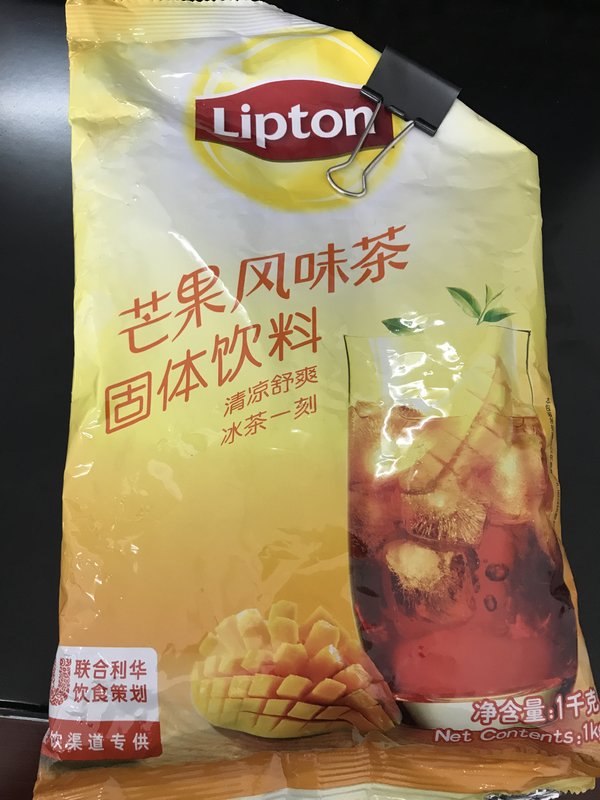 Lipton
芒果风味茶
固体饮料
清凉舒爽
冰茶一刻
联合利华
饮食策划
饮渠道专供
净含量:1千克
Net Contents:1kg